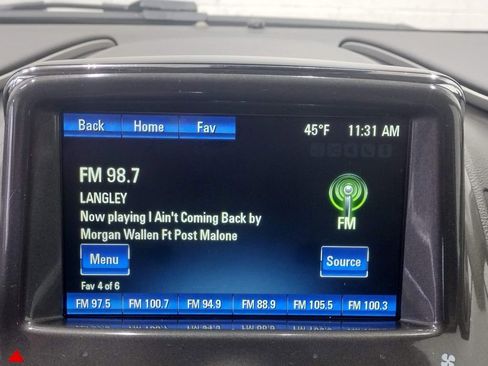 Back Home Fav 45°F 11:31 AM
FM 98.7
LANGLEY
Now playing I Ain't Coming Back by
Morgan Wallen Ft Post Malone
FM
Menu Source
Fav 4 of 6
FM 97.5 FM 100.7 FM 94.9 FM 88.9 FM 105.5 FM 100.3